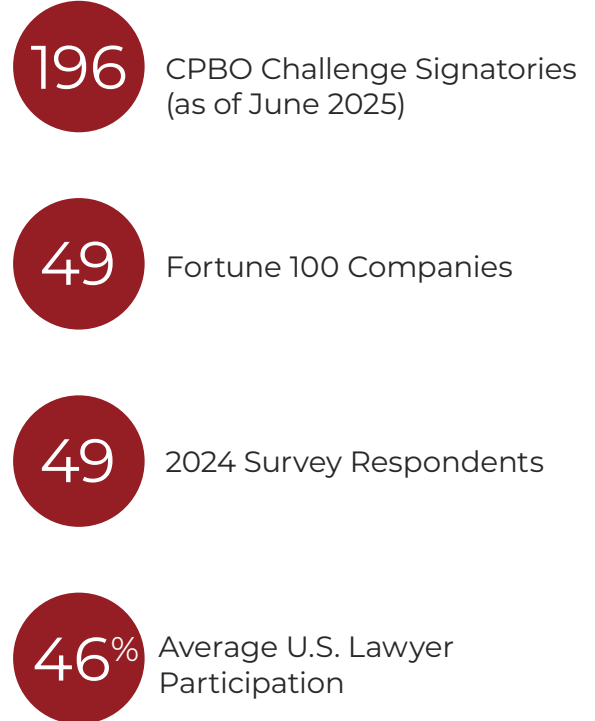 196
CPBO Challenge Signatories
(as of June 2025)
49
Fortune 100 Companies
49
2024 Survey Respondents
46%
Average U.S. Lawyer
Participation